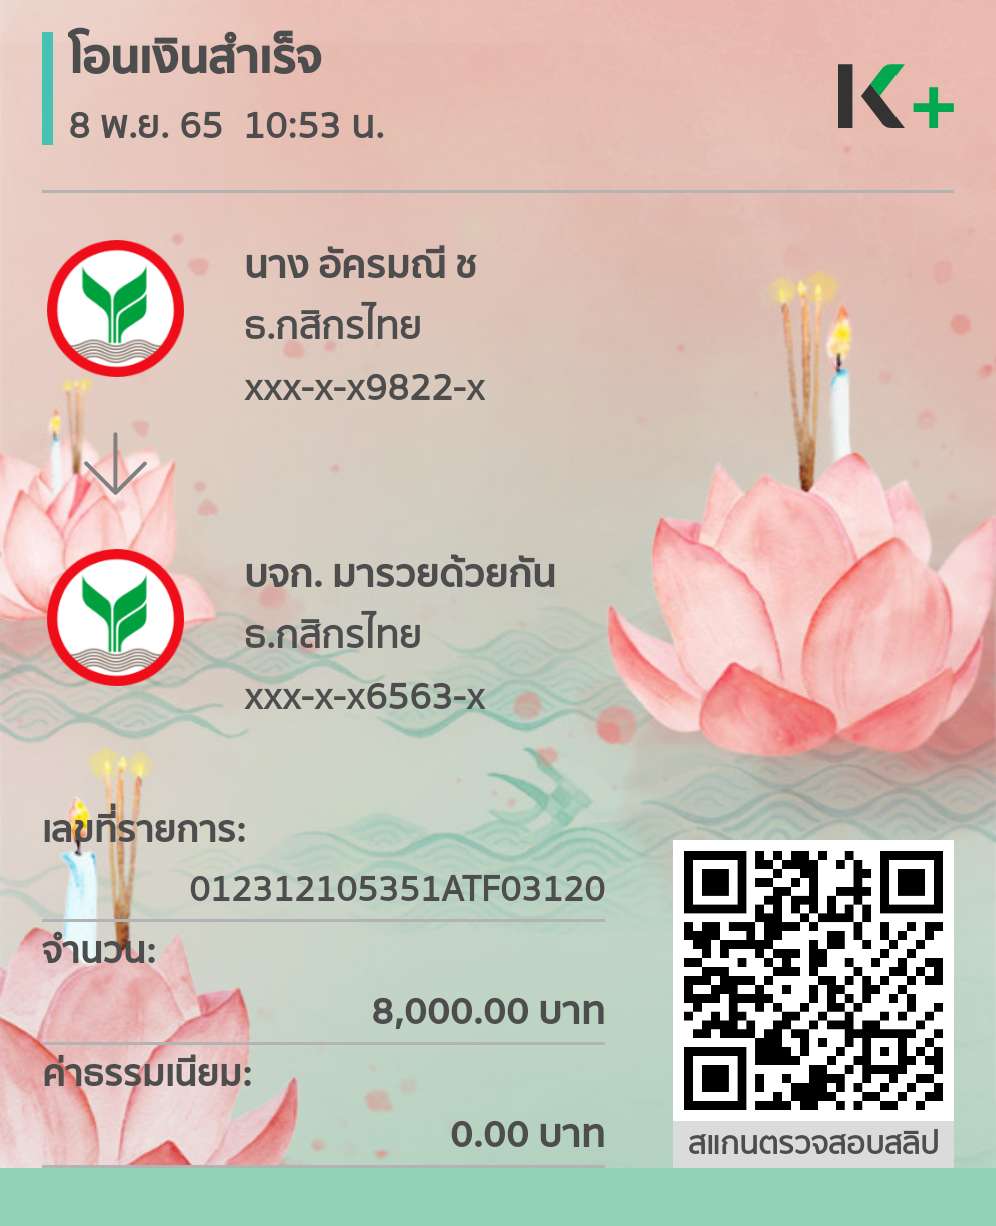 โอนเงินสำเร็จ
8 พ.ย. 65 10:53 น.
K+
นาง อัครมณี ช
ธ.กสิกรไทย
xxx-x-x9822-x
บจก. มารวยด้วยกัน
ธ.กสิกรไทย
xxx-x-x6563-x
เลขที่รายการ:
012312105351ATF03120
จำนวน:
8,000.00 บาท
ค่าธรรมเนียม:
0.00 บาท
สแกนตรวจสอบสลิป